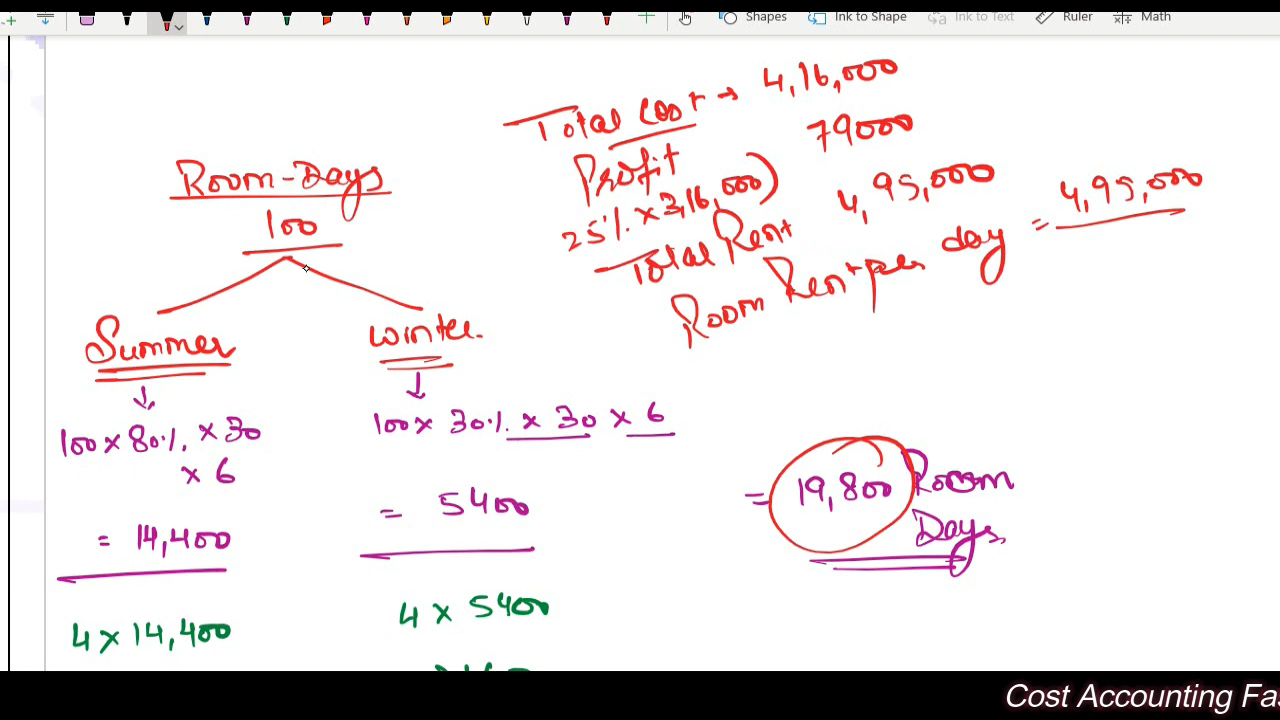 Shapes
Ink to Shape
Ink to Text
Ruler
Math
Total Cost → 4,16,000
Profit 79000
25% × 3,16,000)
Total Rent 4,95,000
Room Rent per day = 4,95,000
Room-Days
100
Summer
100 × 80% × 30
× 6
= 14,400
4 × 14,400
Winter
100 × 30% × 30 × 6
= 5400
4 × 5400
= 19,800 Room
Days
Cost Accounting Fas